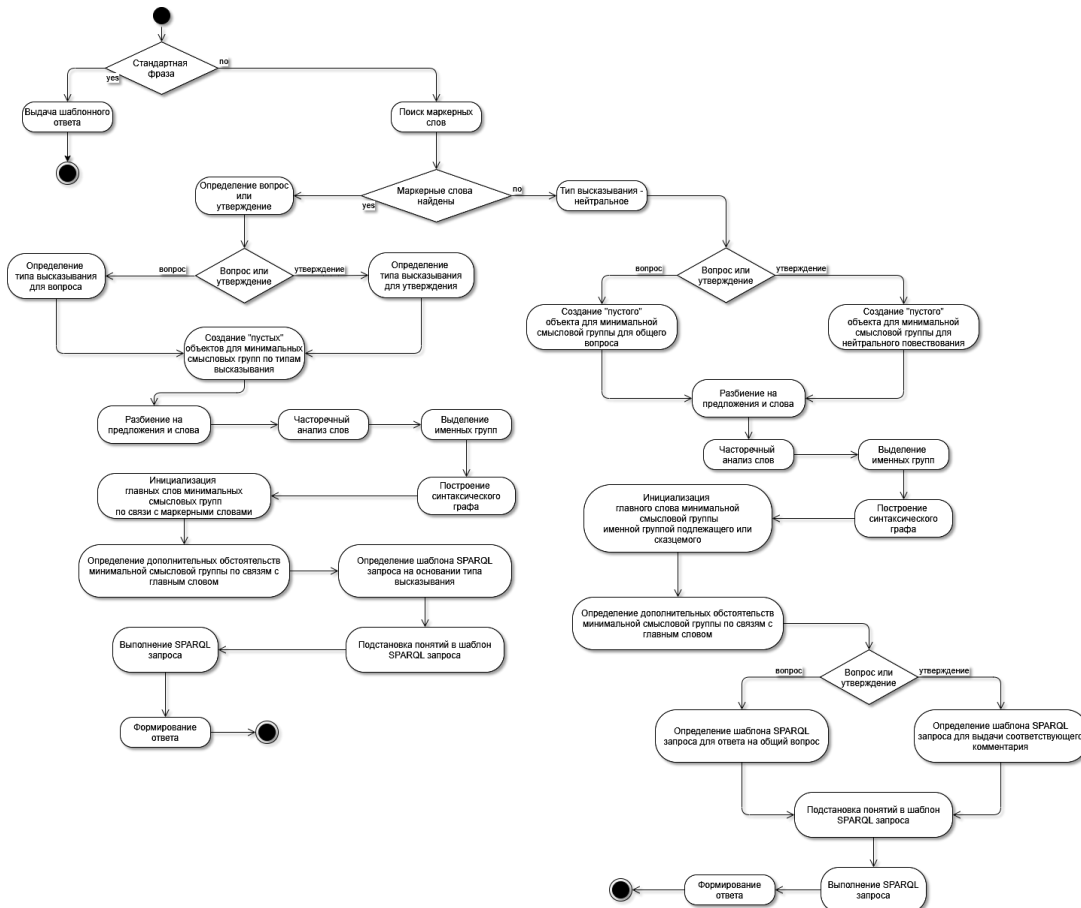 Стандартная
фраза
yes
no
Выдача шаблонного
ответа
Поиск маркерных
слов
Маркерные слова
найдены
yes
no
Определение вопрос
или
утверждение
Тип высказывания -
нейтральное
Вопрос или
утверждение
вопрос
утверждение
Определение
типа высказывания
для вопроса
Определение
типа высказывания
для утверждения
Создание "пустых"
объектов для минимальных
смысловых групп по типам
высказывания
Разбиение на
предложения и слова
Часторечный
анализ слов
Выделение
именных групп
Построение
синтаксического
графа
Инициализация
главных слов минимальных
смысловых групп
по связи с маркерными словами
Определение дополнительных обстоятельств
минимальной смысловой группы по связям с
главным словом
Определение шаблона SPARQL
запроса на основании типа
высказывания
Подстановка понятий в шаблон
SPARQL запроса
Выполнение SPARQL
запроса
Формирование
ответа
Вопрос или
утверждение
вопрос
утверждение
Создание "пустого"
объекта для минимальной
смысловой группы для общего
вопроса
Создание "пустого"
объекта для минимальной
смысловой группы для
нейтрального повествования
Разбиение на
предложения и слова
Часторечный
анализ слов
Выделение
именных групп
Построение
синтаксического
графа
Инициализация
главного слова минимальной
смысловой группы
именной группой подлежащего или
сказцемого
Определение дополнительных обстоятельств
минимальной смысловой группы по связям с
главным словом
Вопрос или
утверждение
вопрос
утверждение
Определение шаблона SPARQL
запроса для ответа на общий вопрос
Определение шаблона SPARQL
запроса для выдачи соответствующего
комментария
Подстановка понятий в шаблон
SPARQL запроса
Выполнение SPARQL
запроса
Формирование
ответа